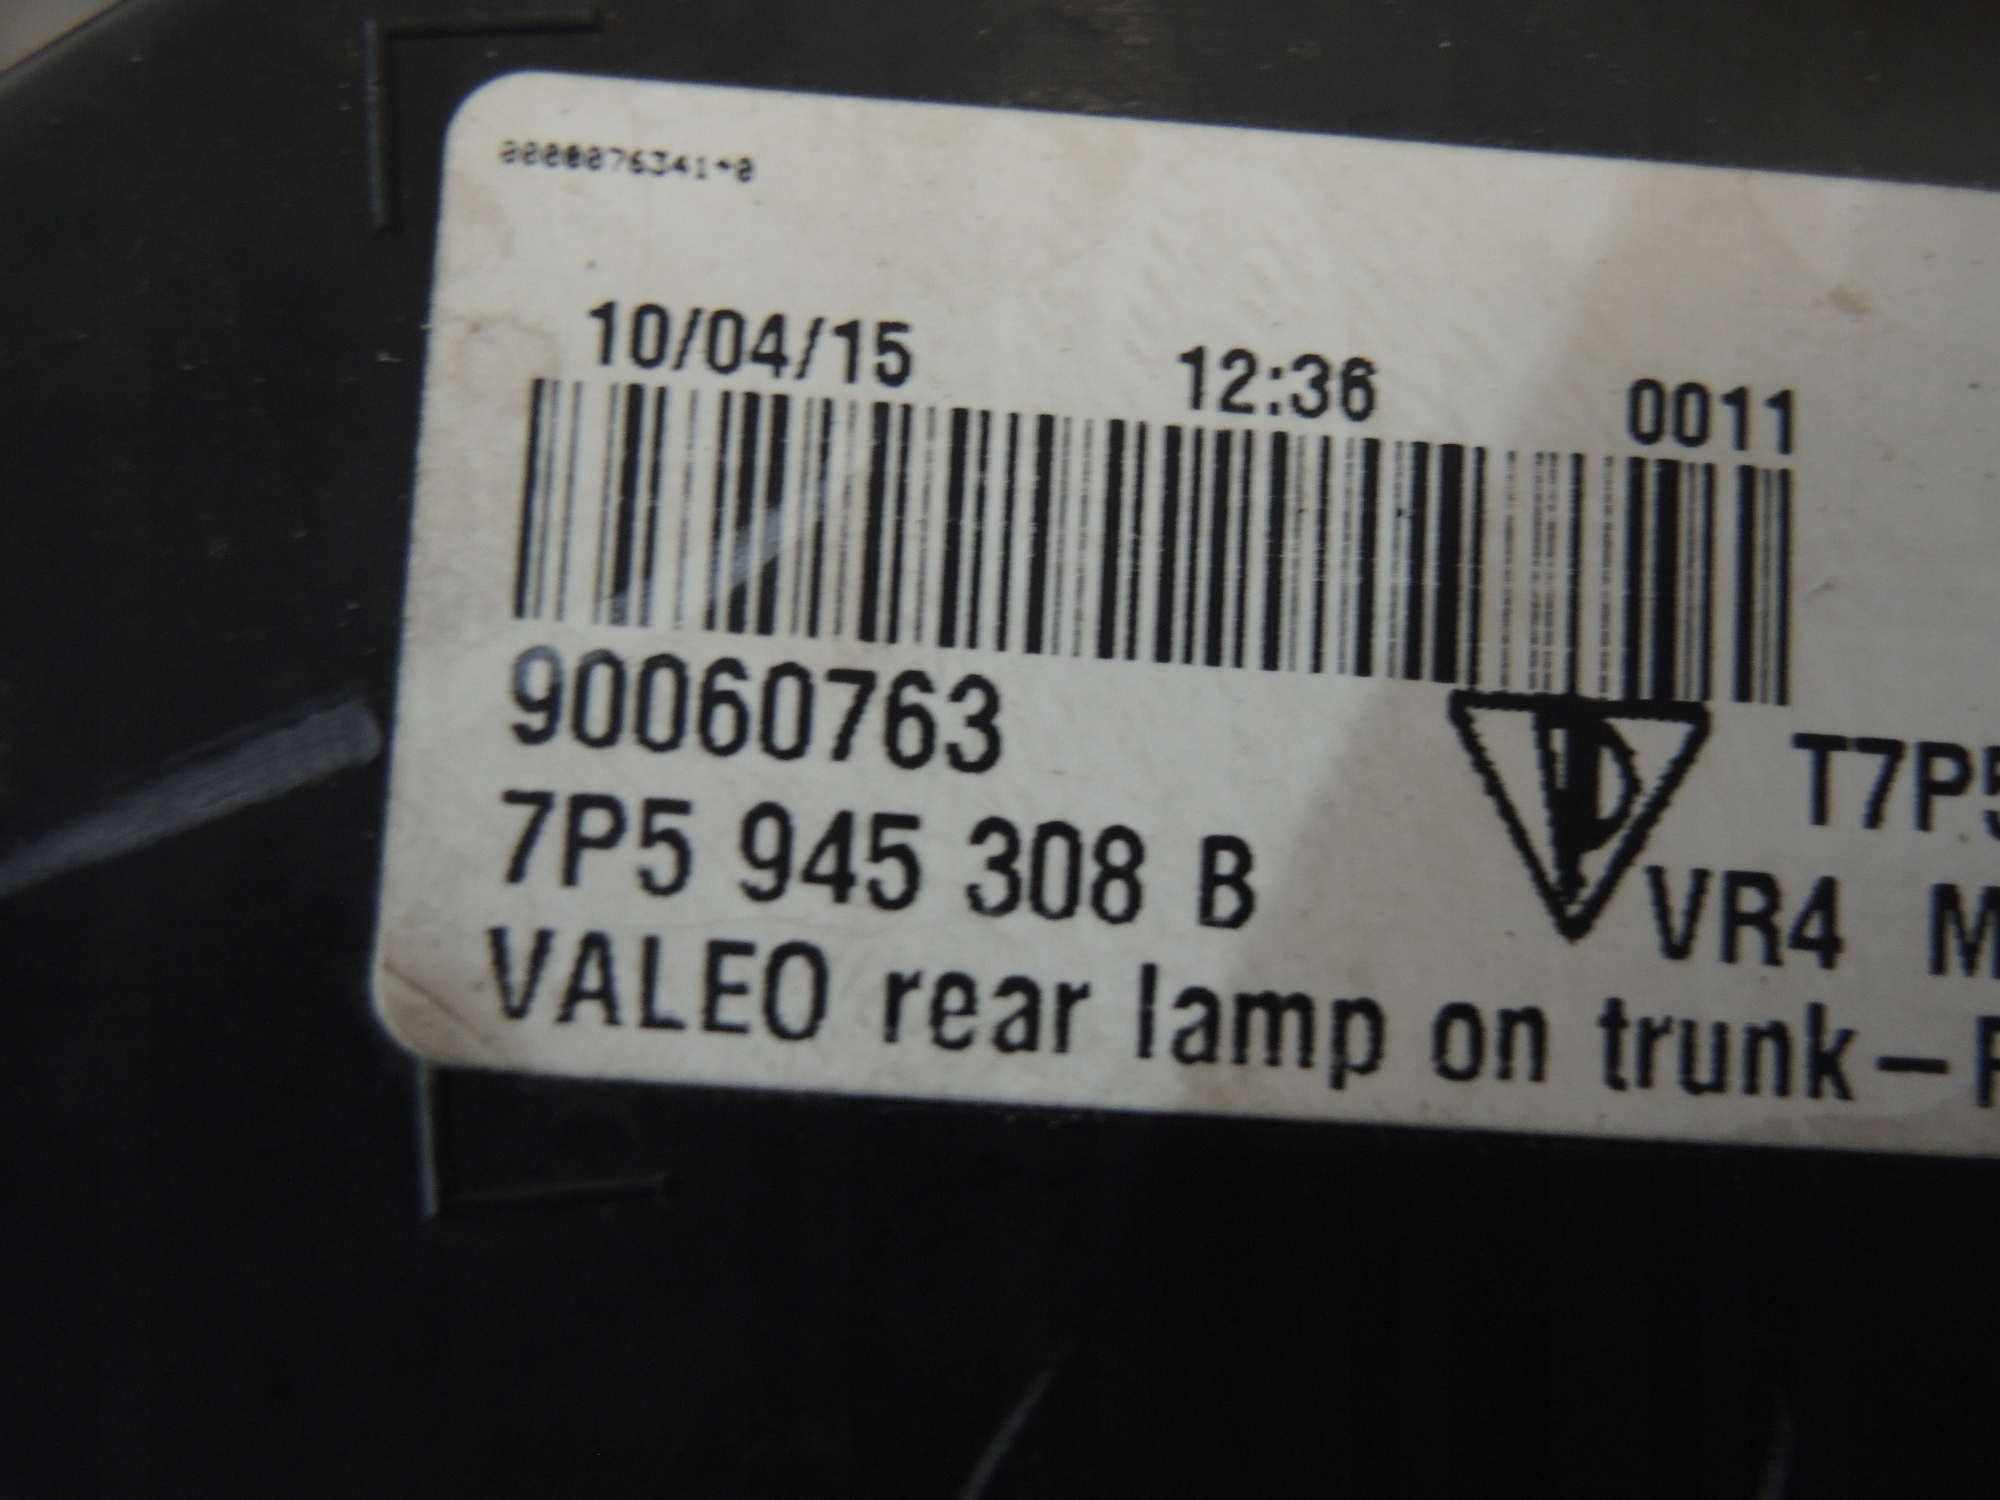 0000076341*0
10/04/15 12:36 0011
90060763
7P5 945 308 B T7P5
VALEO rear lamp on trunk-R VR4 M